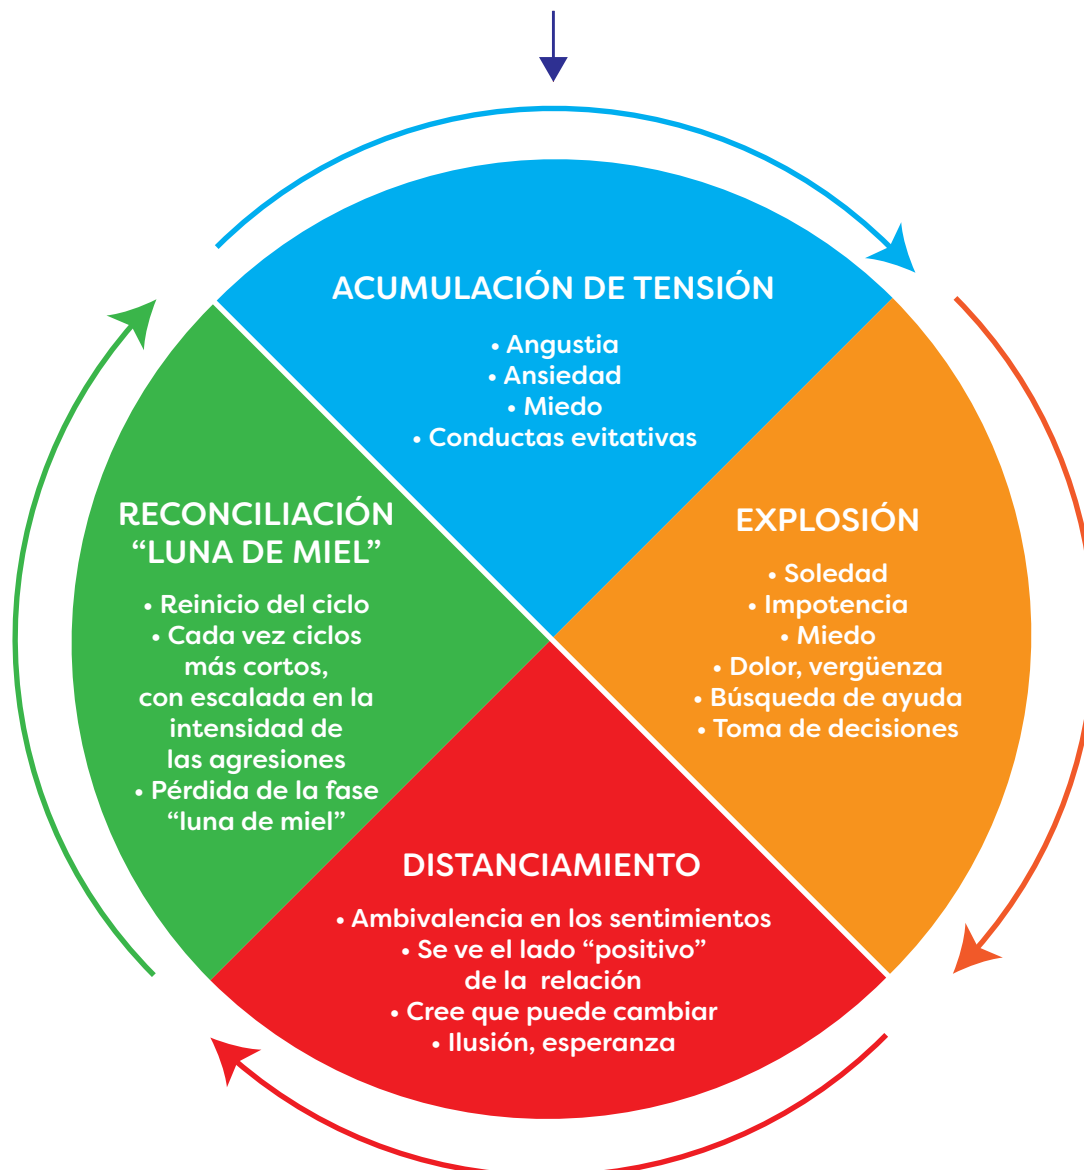 ACUMULACIÓN DE TENSIÓN
• Angustia
• Ansiedad
• Miedo
• Conductas evitativas
EXPLOSIÓN
• Soledad
• Impotencia
• Miedo
• Dolor, vergüenza
• Búsqueda de ayuda
• Toma de decisiones
DISTANCIAMIENTO
• Ambivalencia en los sentimientos
• Se ve el lado “positivo”
de la relación
• Cree que puede cambiar
• Ilusión, esperanza
RECONCILIACIÓN
“LUNA DE MIEL”
• Reinicio del ciclo
• Cada vez ciclos
más cortos,
con escalada en la
intensidad de
las agresiones
• Pérdida de la fase
“luna de miel”